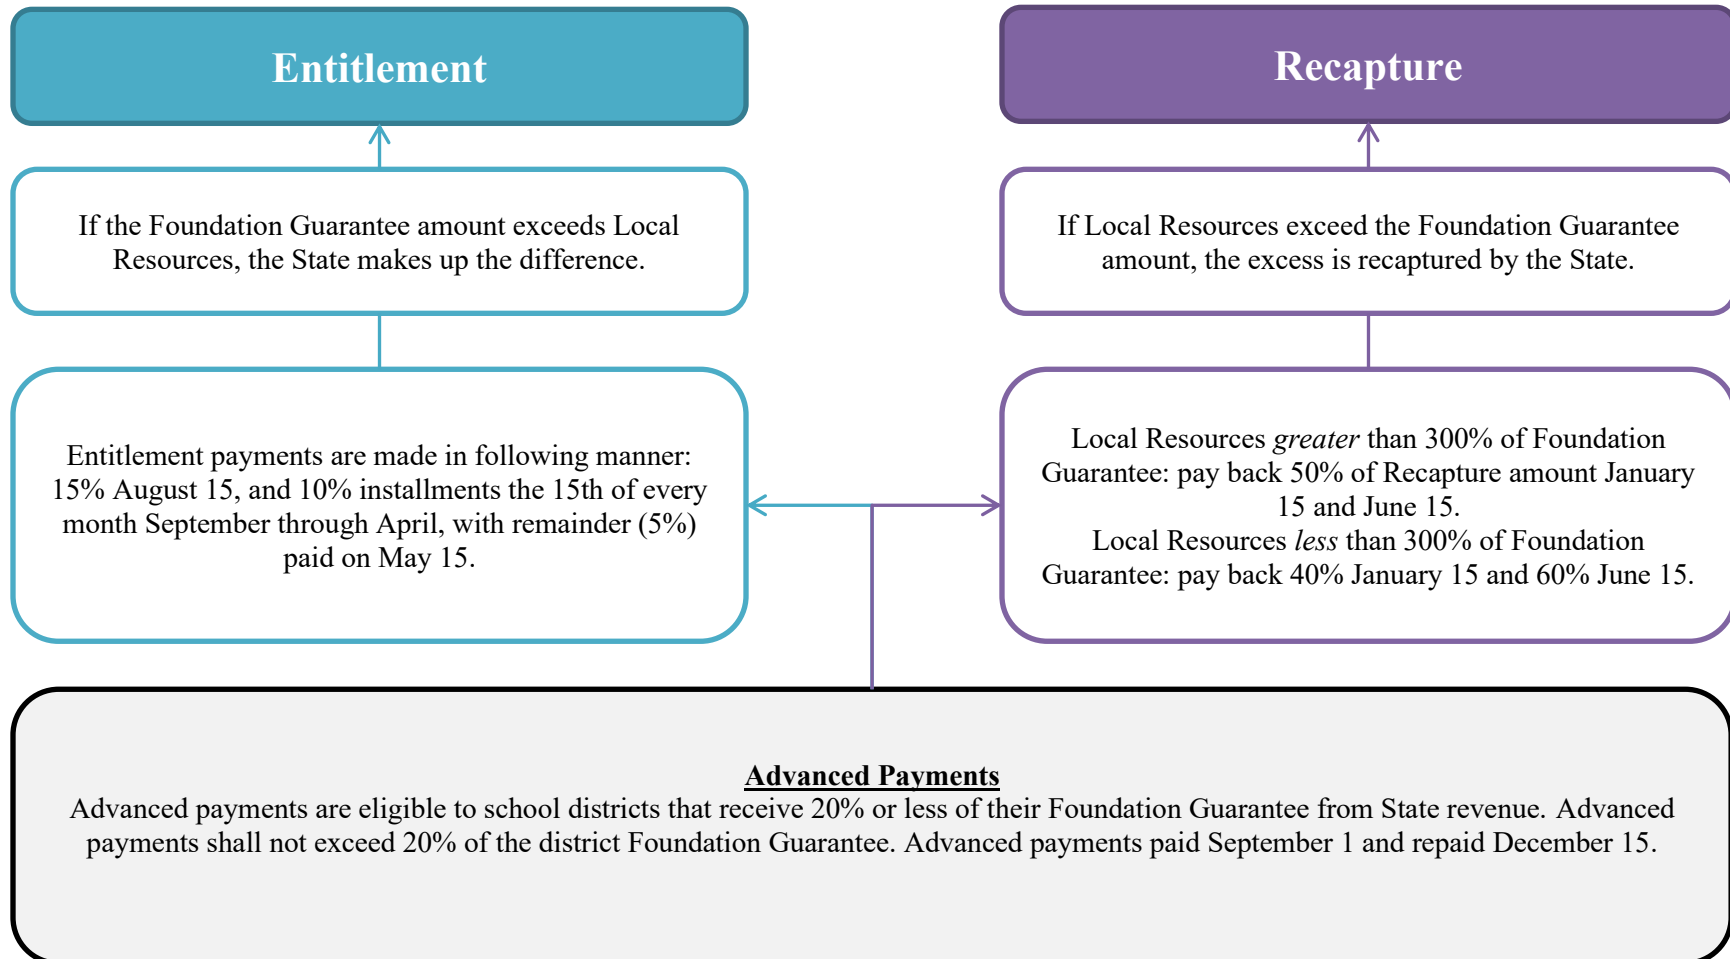 Entitlement
If the Foundation Guarantee amount exceeds Local
Resources, the State makes up the difference.
Entitlement payments are made in following manner:
15% August 15, and 10% installments the 15th of every
month September through April, with remainder (5%)
paid on May 15.
Recapture
If Local Resources exceed the Foundation Guarantee
amount, the excess is recaptured by the State.
Local Resources greater than 300% of Foundation
Guarantee: pay back 50% of Recapture amount January
15 and June 15.
Local Resources less than 300% of Foundation
Guarantee: pay back 40% January 15 and 60% June 15.
Advanced Payments
Advanced payments are eligible to school districts that receive 20% or less of their Foundation Guarantee from State revenue. Advanced
payments shall not exceed 20% of the district Foundation Guarantee. Advanced payments paid September 1 and repaid December 15.